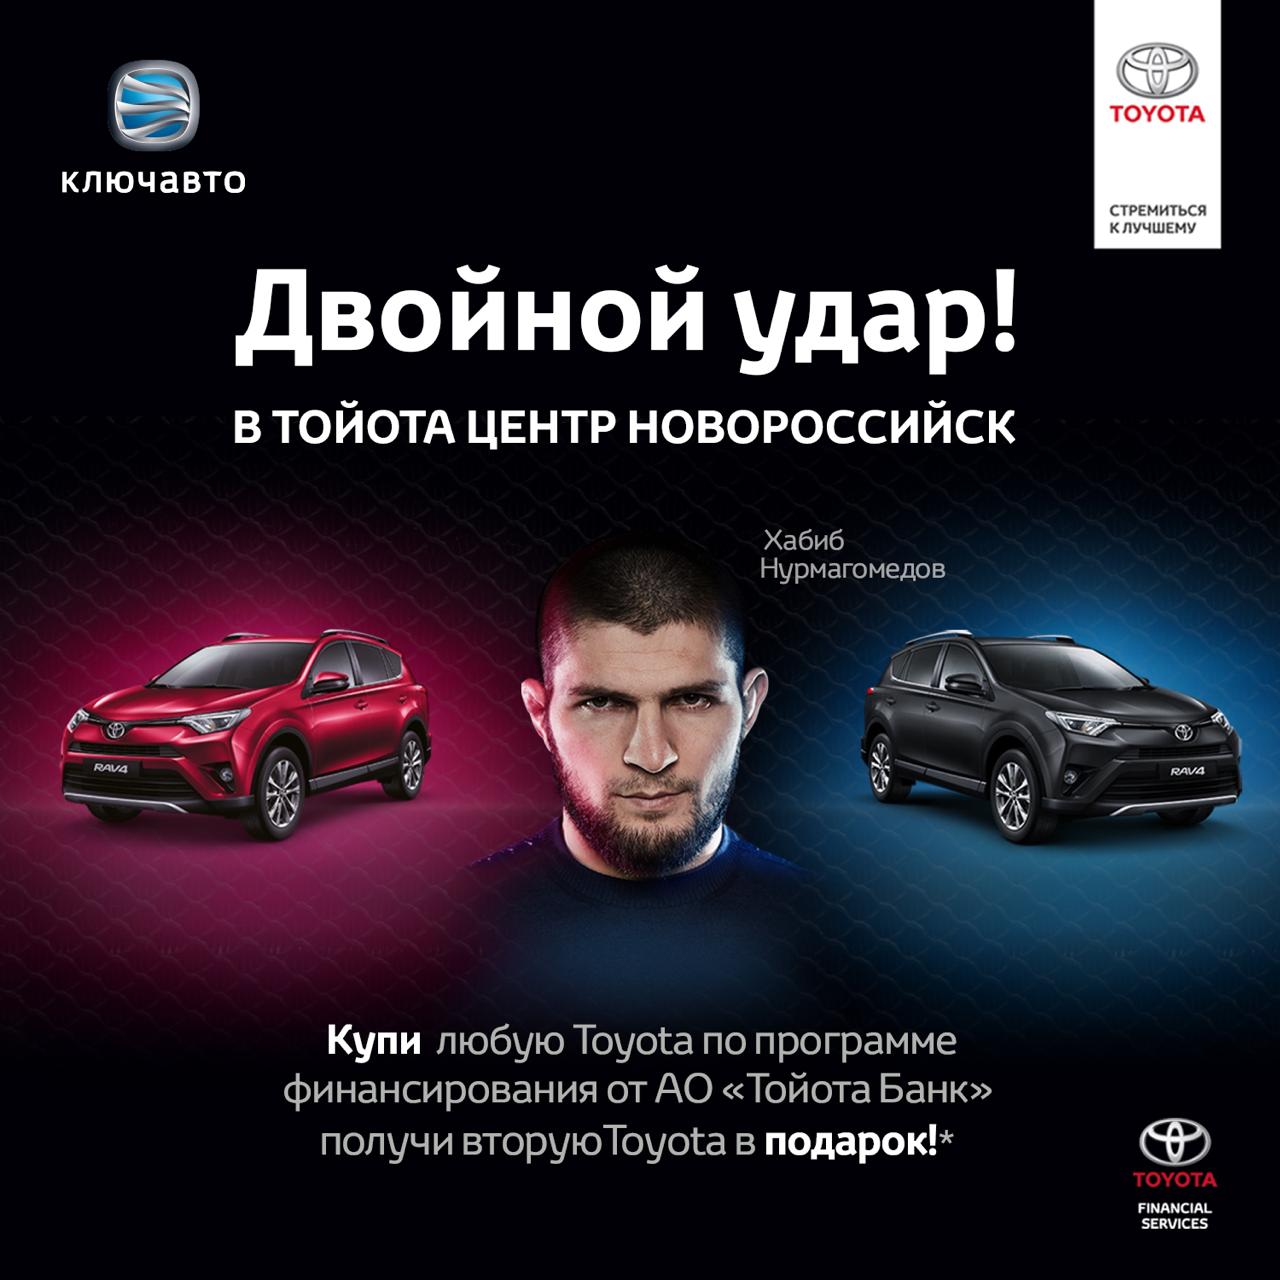 ключавто
TOYOTA
СТРЕМИТЬСЯ
К ЛУЧШЕМУ
Двойной удар!
В ТОЙОТА ЦЕНТР НОВОРОССИЙСК
Хабиб
Нурмагомедов
RAV4
RAV4
Купи любую Toyota по программе
финансирования от АО «Тойота Банк»
получи вторую Toyota в подарок!*
TOYOTA
FINANCIAL
SERVICES